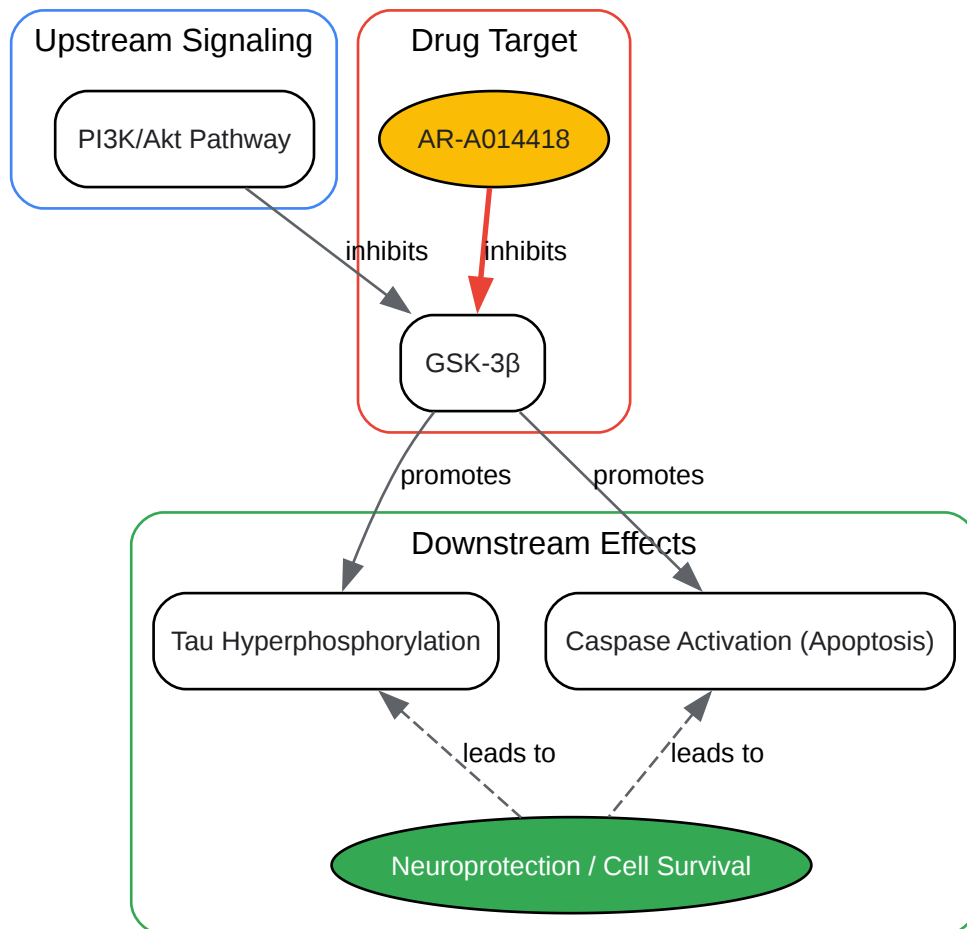 Upstream Signaling
Drug Target
PI3K/Akt Pathway
AR-A014418
inhibits
inhibits
GSK-3β
promotes
promotes
Downstream Effects
Tau Hyperphosphorylation
Caspase Activation (Apoptosis)
leads to
leads to
Neuroprotection / Cell Survival